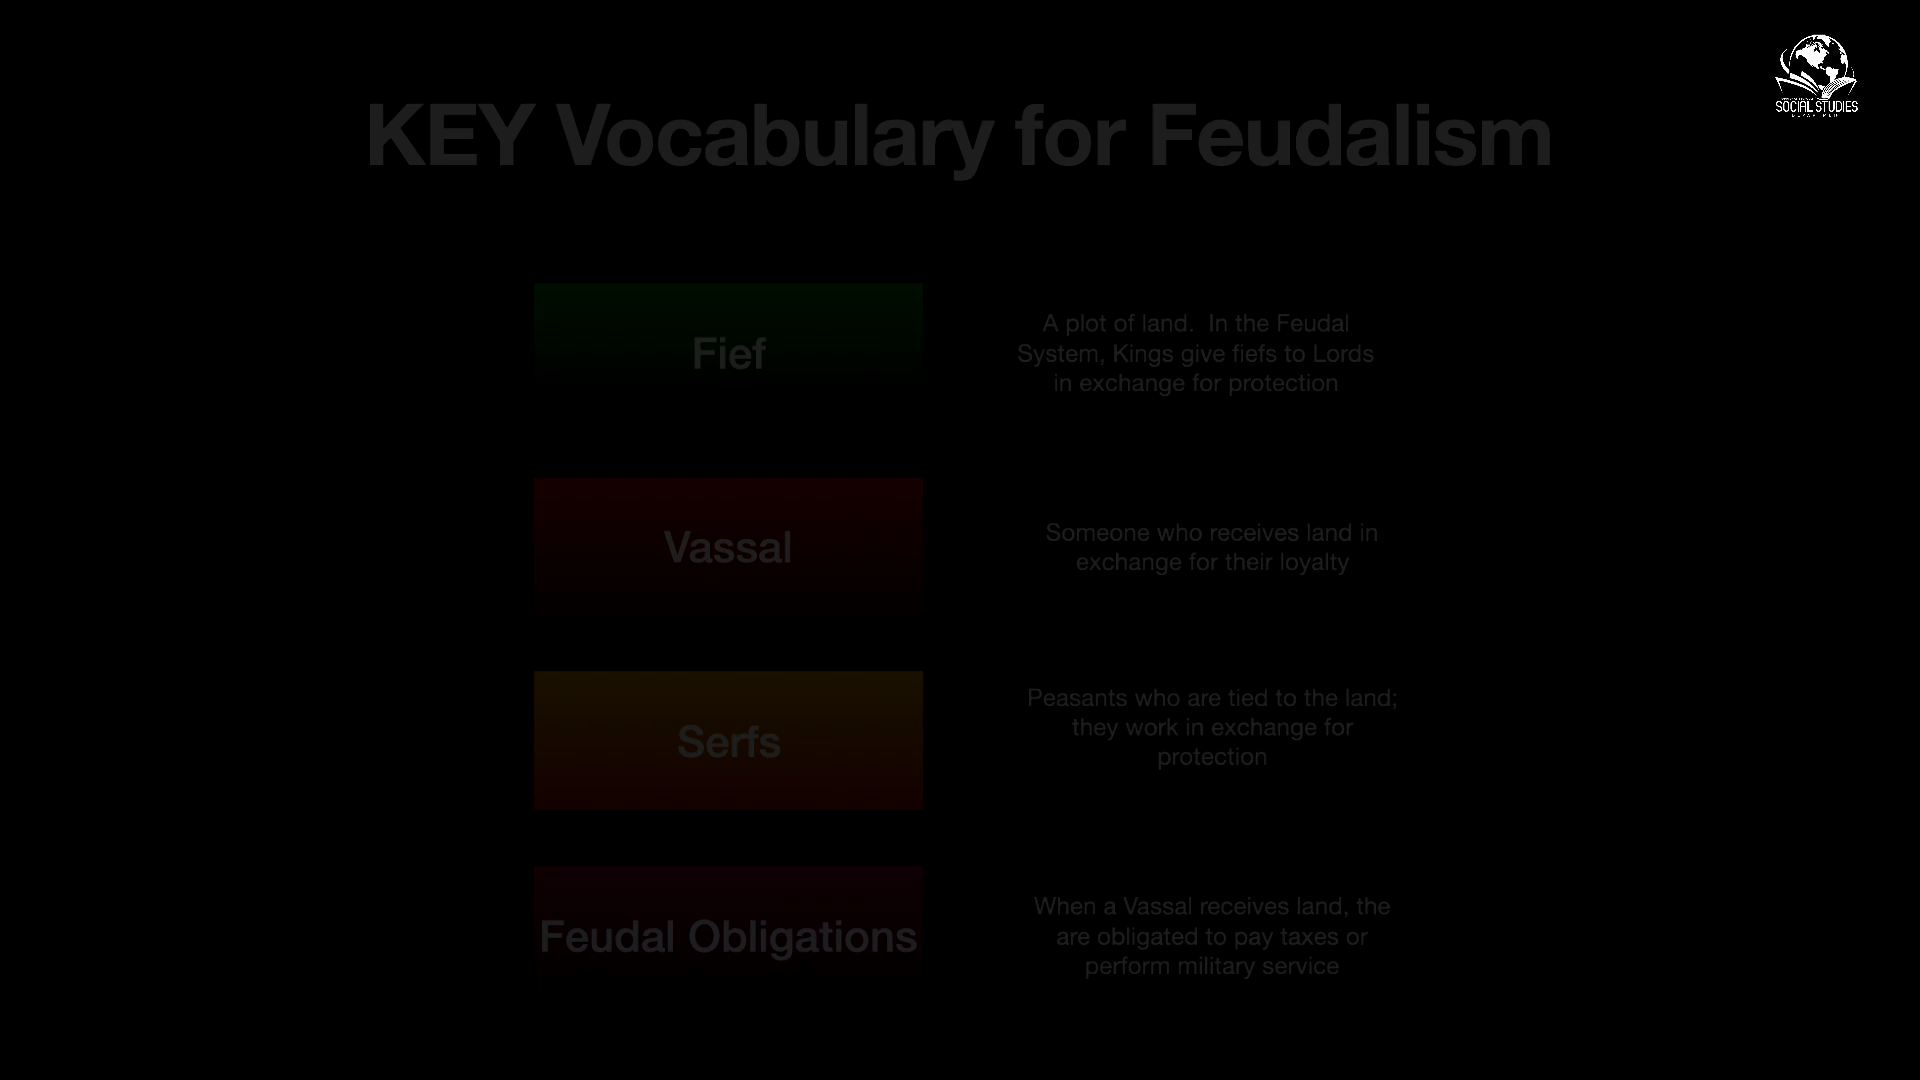 SOCIAL STUDIES
KEY Vocabulary for Feudalism
Fief
A plot of land.  In the Feudal
System, Kings give fiefs to Lords
in exchange for protection
Vassal
Someone who receives land in
exchange for their loyalty
Serfs
Peasants who are tied to the land;
they work in exchange for
protection
Feudal Obligations
When a Vassal receives land, the
are obligated to pay taxes or
perform military service